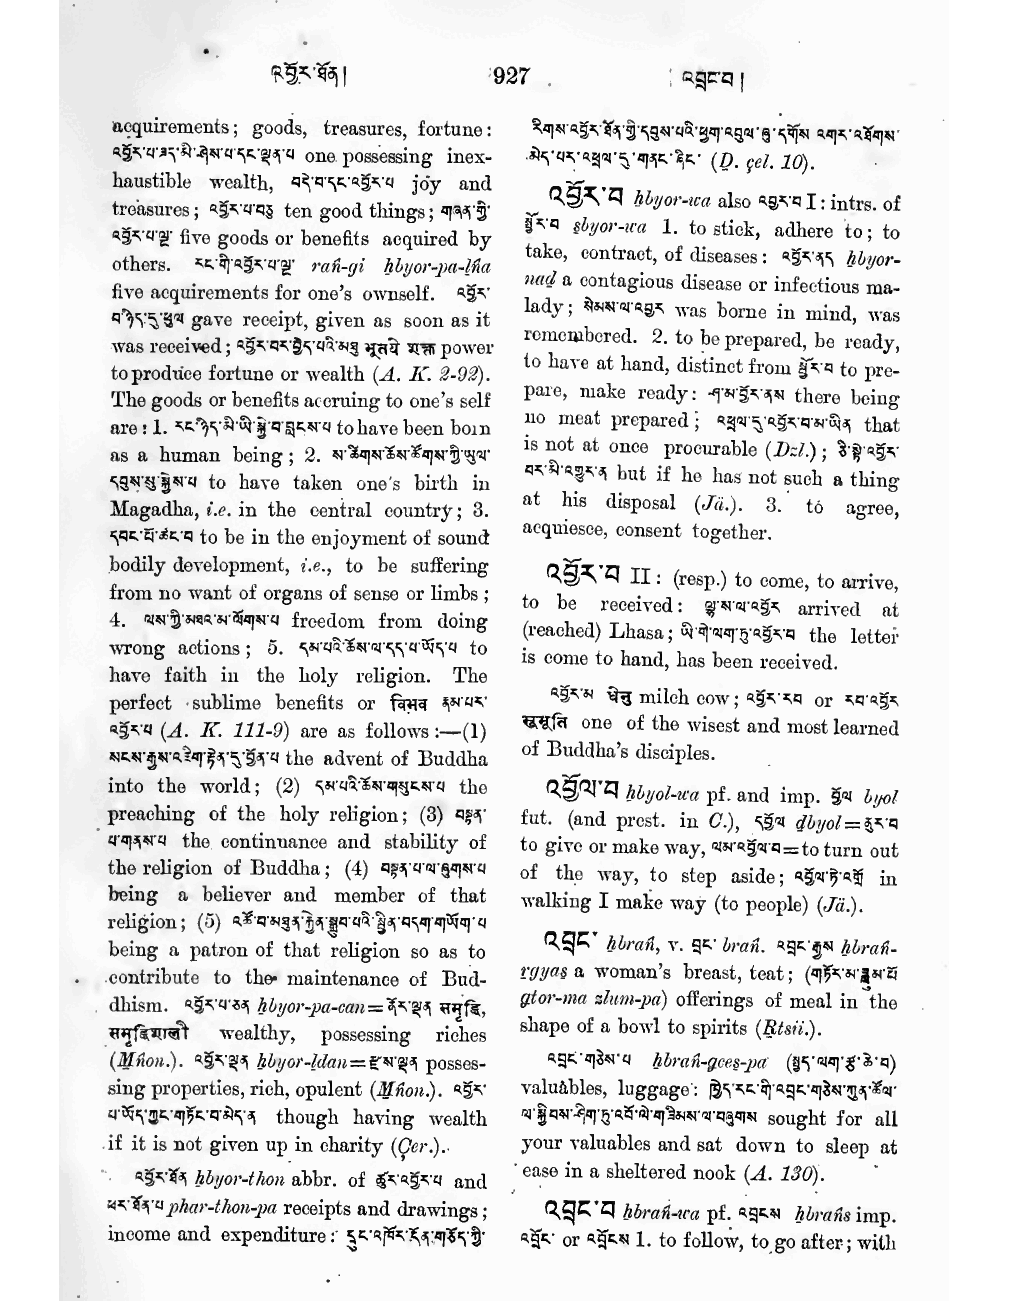 འབྱོར་ཐོན། 927 འབྲང་བ།
acquirements; goods, treasures, fortune:
འབྱོར་པ་ཟད་མི་ཤེས་པ་དང་ལྡན་པ one possessing inex-
haustible wealth, བདེ་བ་དང་འབྱོར་པ joy and
treasures; འབྱོར་པ་བཅུ ten good things; གཞན་གྱི་
འབྱོར་པ་ལྔ་ five goods or benefits acquired by
others. རང་གི་འབྱོར་པ་ལྔ་ rañ-gi ḥbyor-pa-lṅa
five acquirements for one's ownself. འབྱོར་
བ་ཉིད་དུ་ཕུལ gave receipt, given as soon as it
was received; འབྱོར་བར་བྱེད་པའི་མཐུ भूतये शक्त power
to produce fortune or wealth (A. K. 2-92).
The goods or benefits accruing to one's self
are: 1. རང་ཉིད་མི་ཡི་སྐྱེ་བ་བླངས་པ to have been born
as a human being; 2. ས་ཚིགས་ཆོས་ཚོགས་ཀྱི་ཡུལ་
དབུས་སུ་སྐྱེས་པ to have taken one's birth in
Magadha, i.e. in the central country; 3.
དབང་པོ་ཚང་བ to be in the enjoyment of sound
bodily development, i.e., to be suffering
from no want of organs of sense or limbs;
4. ལས་ཀྱི་མཐའ་མ་ལོགས་པ freedom from doing
wrong actions; 5. དམ་པའི་ཆོས་ལ་དད་པ་ཡོད་པ to
have faith in the holy religion. The
perfect sublime benefits or विभव རྣམ་པར་
འབྱོར་པ (A. K. 111-9) are as follows:—(1)
སངས་རྒྱས་འཇིག་རྟེན་དུ་བྱོན་པ the advent of Buddha
into the world; (2) དམ་པའི་ཆོས་གསུངས་པ the
preaching of the holy religion; (3) བསྟན་
པ་གནས་པ the continuance and stability of
the religion of Buddha; (4) བསྟན་པ་ལ་ཞུགས་པ
being a believer and member of that
religion; (5) འཚོ་བ་མཐུན་རྐྱེན་སྒྲུབ་པའི་སྦྱིན་བདག་གཡོག་པ
being a patron of that religion so as to
contribute to the maintenance of Bud-
dhism. འབྱོར་པ་ཅན ḥbyor-pa-can=ནོར་ལྡན समृद्धि,
समृद्धिशाली wealthy, possessing riches
(Mṅon.). འབྱོར་ལྡན ḥbyor-ldan=ཛ་ས་ལྡན posses-
sing properties, rich, opulent (Mṅon.). འབྱོར་
པ་ཡོད་ཀྱང་གཏོང་བ་མེད་ན though having wealth
if it is not given up in charity (Çer.).
འབྱོར་ཐོན ḥbyor-thon abbr. of ཚུར་འབྱོར་པ and
ཕར་ཐོན་པ phar-thon-pa receipts and drawings;
income and expenditure: དུང་འཁོར་དོན་གཅོད་ཀྱི་
རིགས་འབྱོར་ཐོན་གྱི་དབུས་པའི་ཕྱག་འབུལ་ཞུ་དགོས འགར་འཐོགས་
མེད་པར་འཕྲལ་དུ་གནང་ཞིང་ (D. çel. 10).
འབྱོར་བ ḥbyor-wa also འབྱར་བ I: intrs. of
སྦྱོར་བ sbyor-wa 1. to stick, adhere to; to
take, contract, of diseases: འབྱོར་ནད ḥbyor-
nad a contagious disease or infectious ma-
lady; སེམས་ལ་འབྱར was borne in mind, was
remembered. 2. to be prepared, be ready,
to have at hand, distinct from སྦྱོར་བ to pre-
pare, make ready: ཤ་མ་བྱོར་ནས there being
no meat prepared; འཕྲལ་དུ་འབྱོར་བ་མ་ཡིན that
is not at once procurable (Dzl.); ཅི་སྟེ་འབྱོར་
བར་མི་འགྱུར་ན but if he has not such a thing
at his disposal (Jä.). 3. to agree,
acquiesce, consent together.
འབྱོར་བ II: (resp.) to come, to arrive,
to be received: ལྷ་ས་ལ་འབྱོར arrived at
(reached) Lhasa; ཡི་གེ་ལག་ཏུ་འབྱོར་བ the letter
is come to hand, has been received.
འབྱོར་མ धेनु milch cow; འབྱོར་རབ or རབ་འབྱོར
सुभूति one of the wisest and most learned
of Buddha's disciples.
འབྱོལ་བ ḥbyol-wa pf. and imp. བྱོལ byol
fut. (and prest. in C.), དབྱོལ dbyol=ཟུར་བ
to give or make way, ལམ་འབྱོལ་བ=to turn out
of the way, to step aside; འབྱོལ་ཏེ་འགྲོ in
walking I make way (to people) (Jä.).
འབྲང་ ḥbrañ, v. བྲང་ brañ. འབྲང་རྒྱས ḥbrañ-
rgyas a woman's breast, teat; (གཏོར་མ་ཟླུམ་པོ
gtor-ma zlum-pa) offerings of meal in the
shape of a bowl to spirits (Rtsii.).
འབྲང་གཅེས་པ ḥbrañ-gces-pa (སྤུད་ལག་རྩ་ཆེ་བ)
valuables, luggage: ཁྱེད་རང་གི་འབྲང་གཅེས་ཀུན་ཚོལ་
ལ་སྐྱིབས་ཤིག་ཏུ་འབོ་ལེ་གཟིམས་ལ་བཞུགས sought for all
your valuables and sat down to sleep at
ease in a sheltered nook (A. 130).
འབྲང་བ ḥbrañ-wa pf. འབྲངས ḥbrañs imp.
འབྲོང་ or འབྲོངས 1. to follow, to go after; with